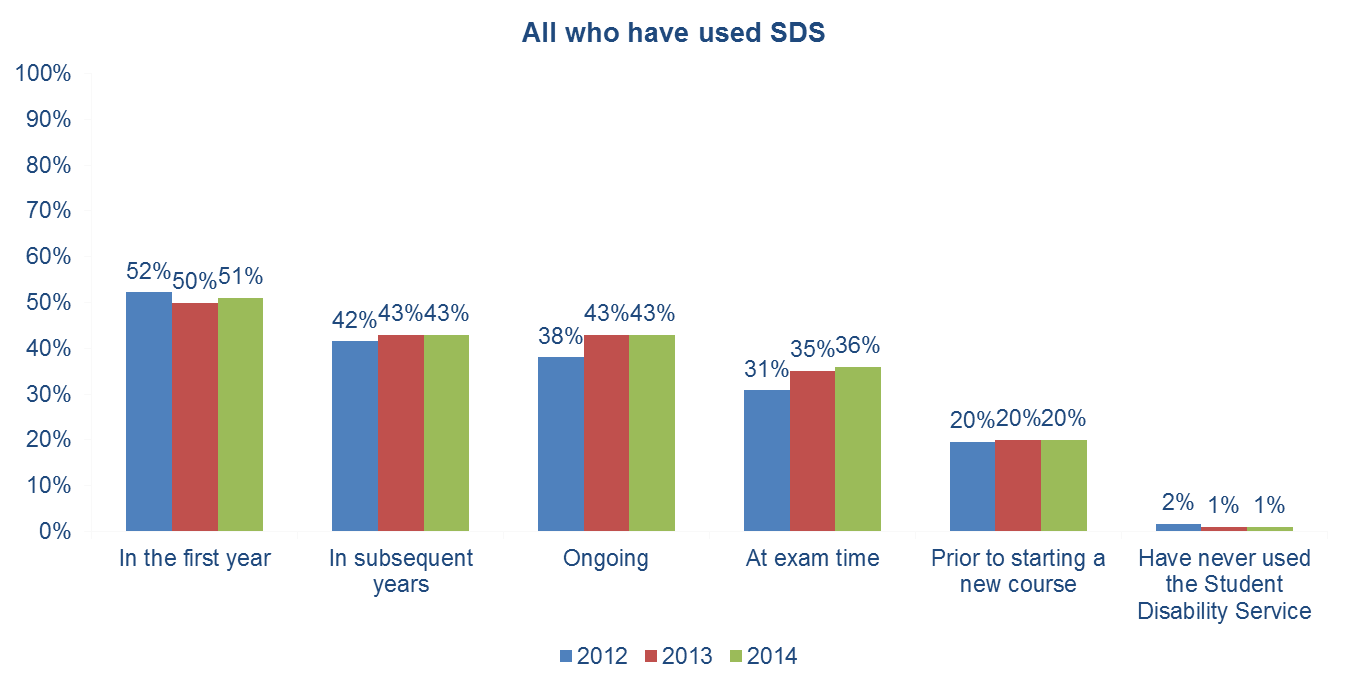 All who have used SDS
100%
90%
80%
70%
60%
50%
40%
30%
20%
10%
0%
52% 50% 51%
42% 43% 43%
38% 43% 43%
31% 35% 36%
20% 20% 20%
2% 1% 1%
In the first year
In subsequent
years
Ongoing
At exam time
Prior to starting a
new course
Have never used
the Student
Disability Service
2012 2013 2014